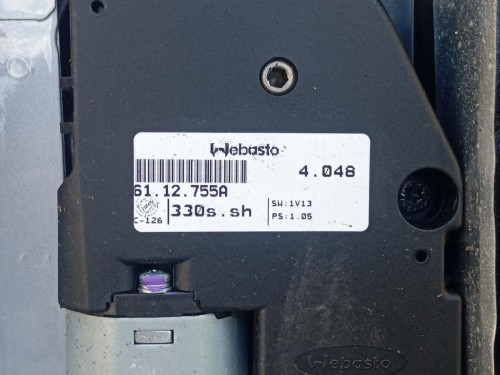 Webasto
4.048
61.12.755A
C-126
330s.sh
SW:1V13
PS:1.05
Webasto